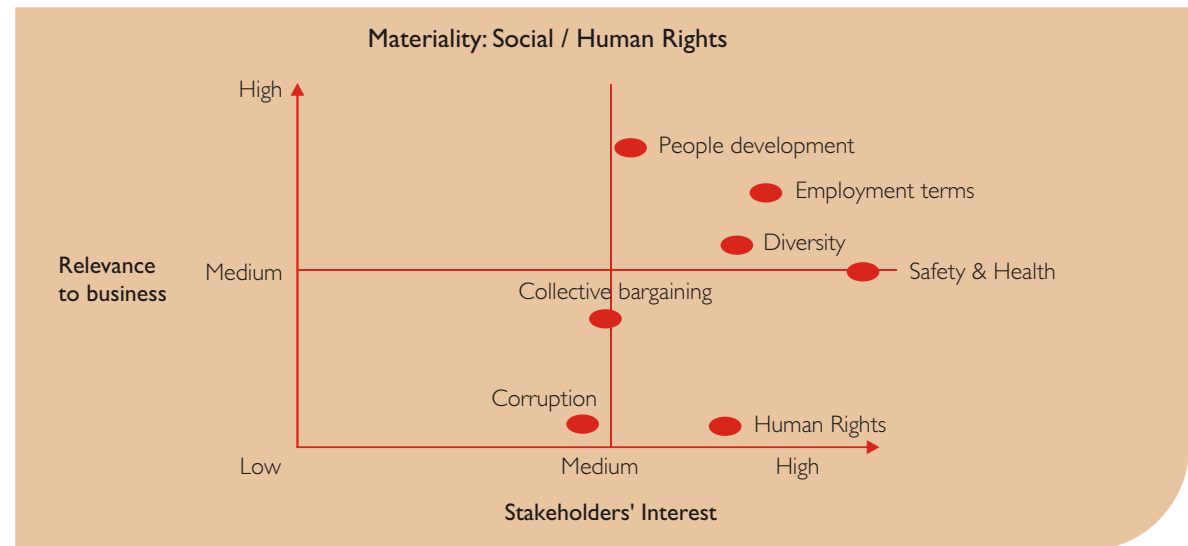 Materiality: Social / Human Rights
High
People development
Employment terms
Diversity
Relevance
to business
Medium
Safety & Health
Collective bargaining
Corruption
Human Rights
Low
Medium
High
Stakeholders' Interest